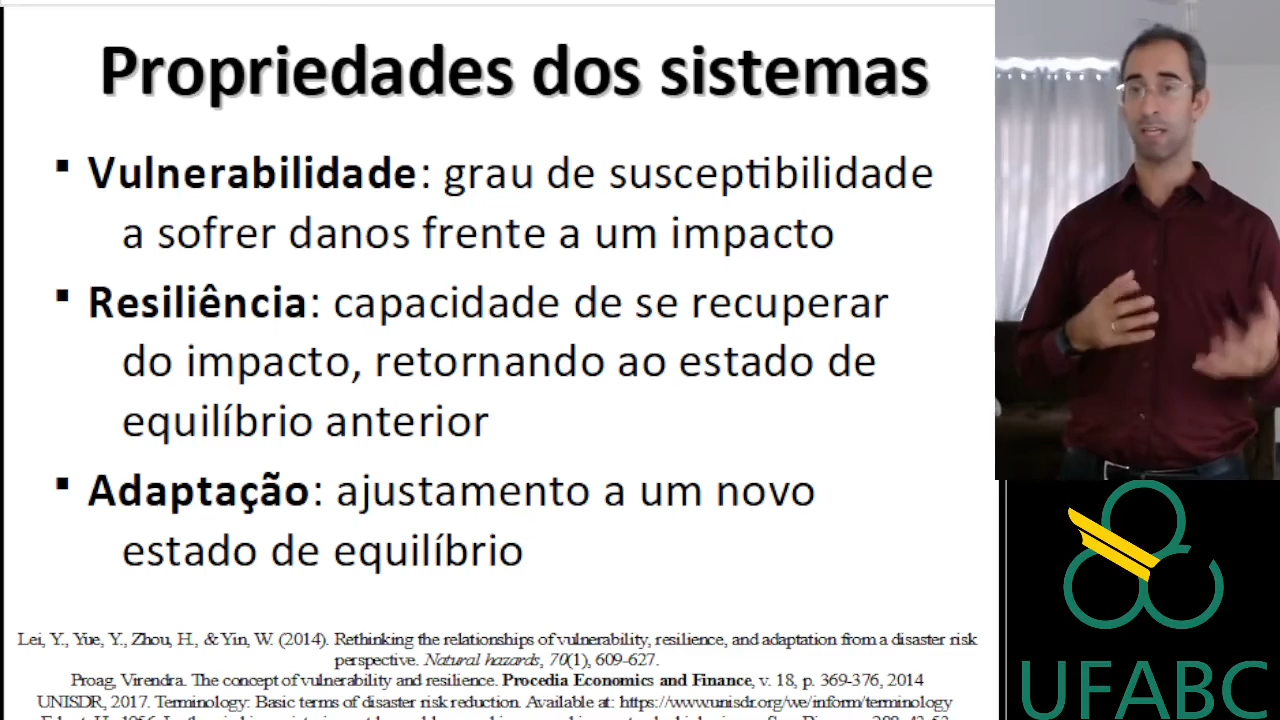 Propriedades dos sistemas
▪ Vulnerabilidade: grau de susceptibilidade
a sofrer danos frente a um impacto
▪ Resiliência: capacidade de se recuperar
do impacto, retornando ao estado de
equilíbrio anterior
▪ Adaptação: ajustamento a um novo
estado de equilíbrio
Lei, Y., Yue, Y., Zhou, H., & Yin, W. (2014). Rethinking the relationships of vulnerability, resilience, and adaptation from a disaster risk
perspective. Natural hazards, 70(1), 609-627.
Proag, Virendra. The concept of vulnerability and resilience. Procedia Economics and Finance, v. 18, p. 369-376, 2014
UNISDR, 2017. Terminology: Basic terms of disaster risk reduction. Available at: https://www.unisdr.org/we/inform/terminology
UFABC